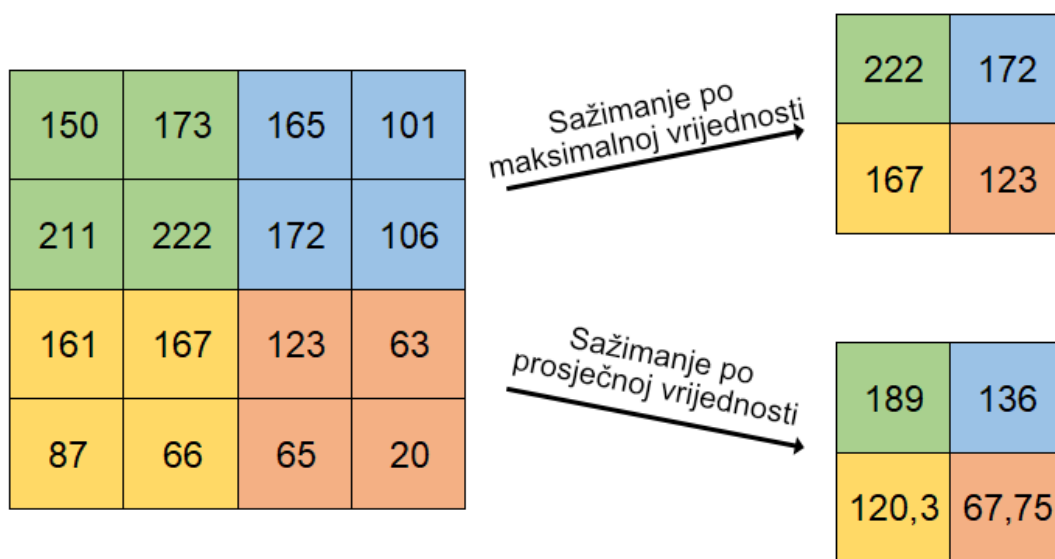 150 173 165 101
211 222 172 106
161 167 123 63
87 66 65 20
Sažimanje po
maksimalnoj vrijednosti
222 172
167 123
Sažimanje po
prosječnoj vrijednosti
189 136
120,3 67,75